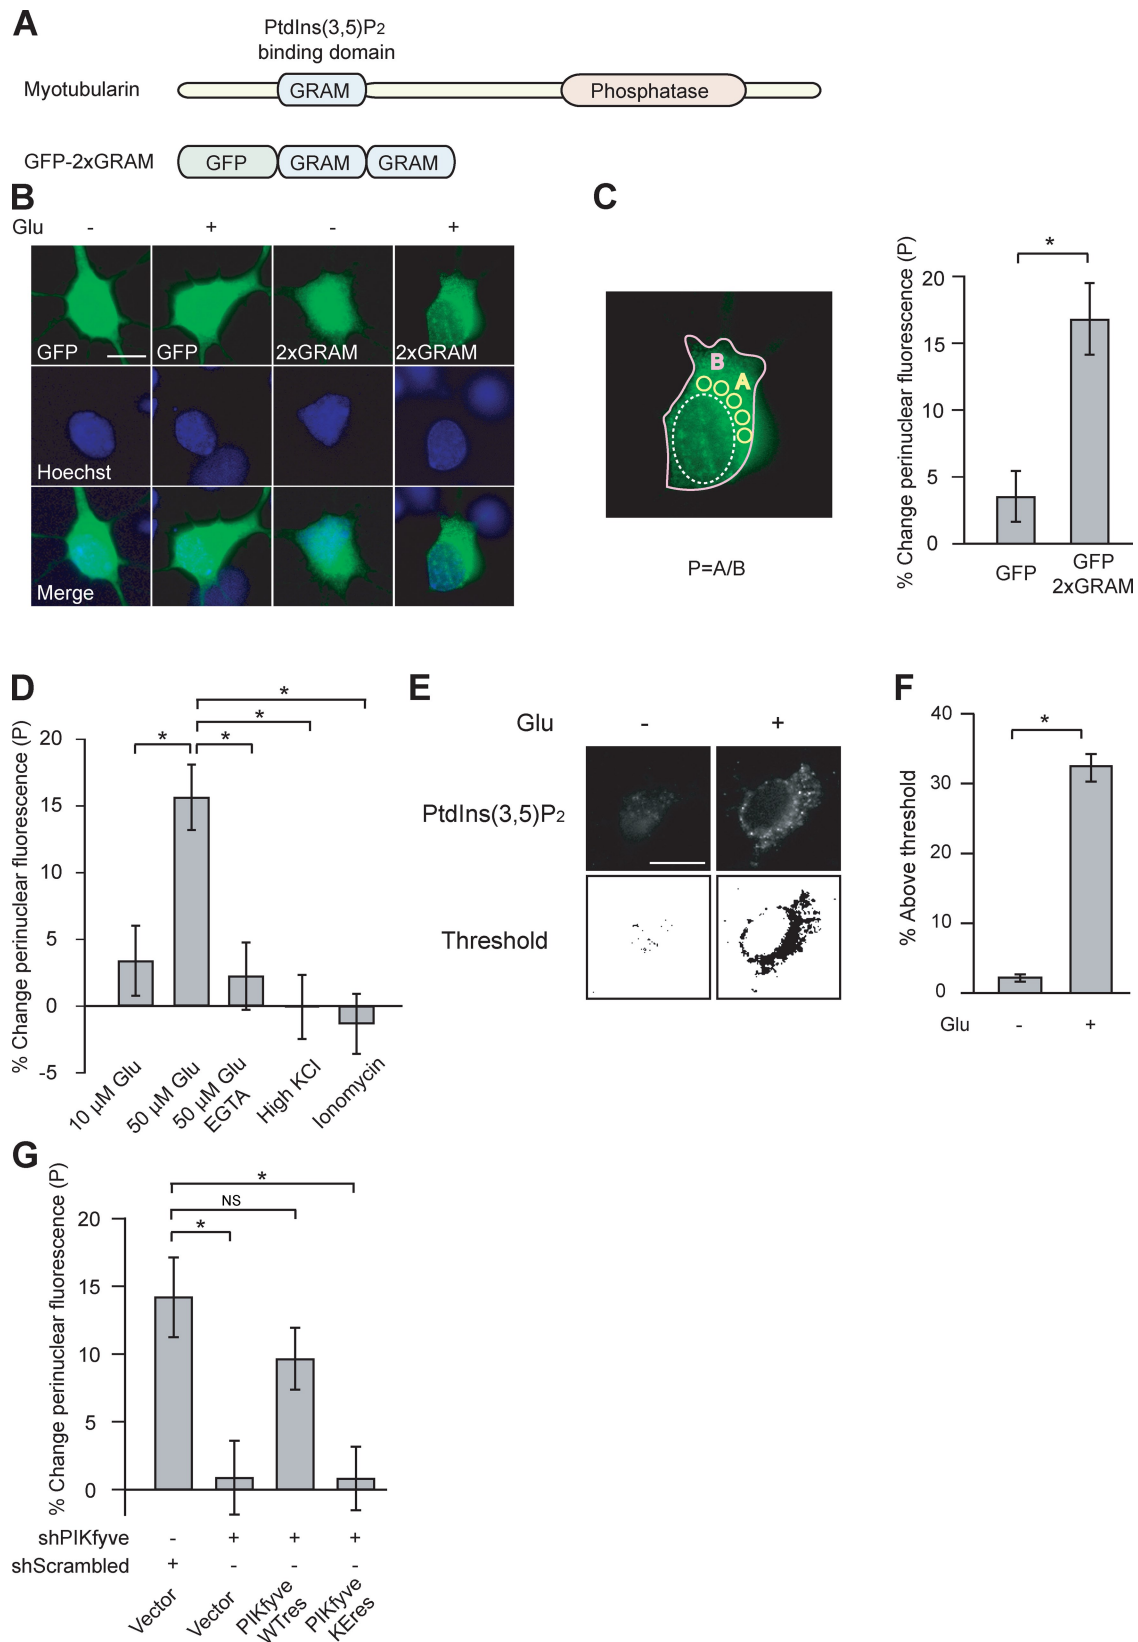 A
PtdIns(3,5)P2
binding domain
Myotubularin
GRAM
Phosphatase
GFP-2xGRAM
GFP
GRAM
GRAM
B
Glu - + - +
GFP
GFP
2xGRAM
2xGRAM
Hoechst
Merge
C
B
A
P=A/B
% Change perinuclear fluorescence (P)
20
15
10
5
0
*
GFP
GFP
2xGRAM
D
% Change perinuclear fluorescence (P)
20
15
10
5
0
-5
*
*
*
*
10 µM Glu
50 µM Glu
50 µM Glu
EGTA
High KCl
Ionomycin
E
Glu - +
PtdIns(3,5)P2
Threshold
F
% Above threshold
40
30
20
10
0
*
Glu - +
G
% Change perinuclear fluorescence (P)
20
15
10
5
0
*
NS
*
shPIKfyve - + + +
shScrambled + - - -
Vector
Vector
PIKfyve
WTres
PIKfyve
KEres